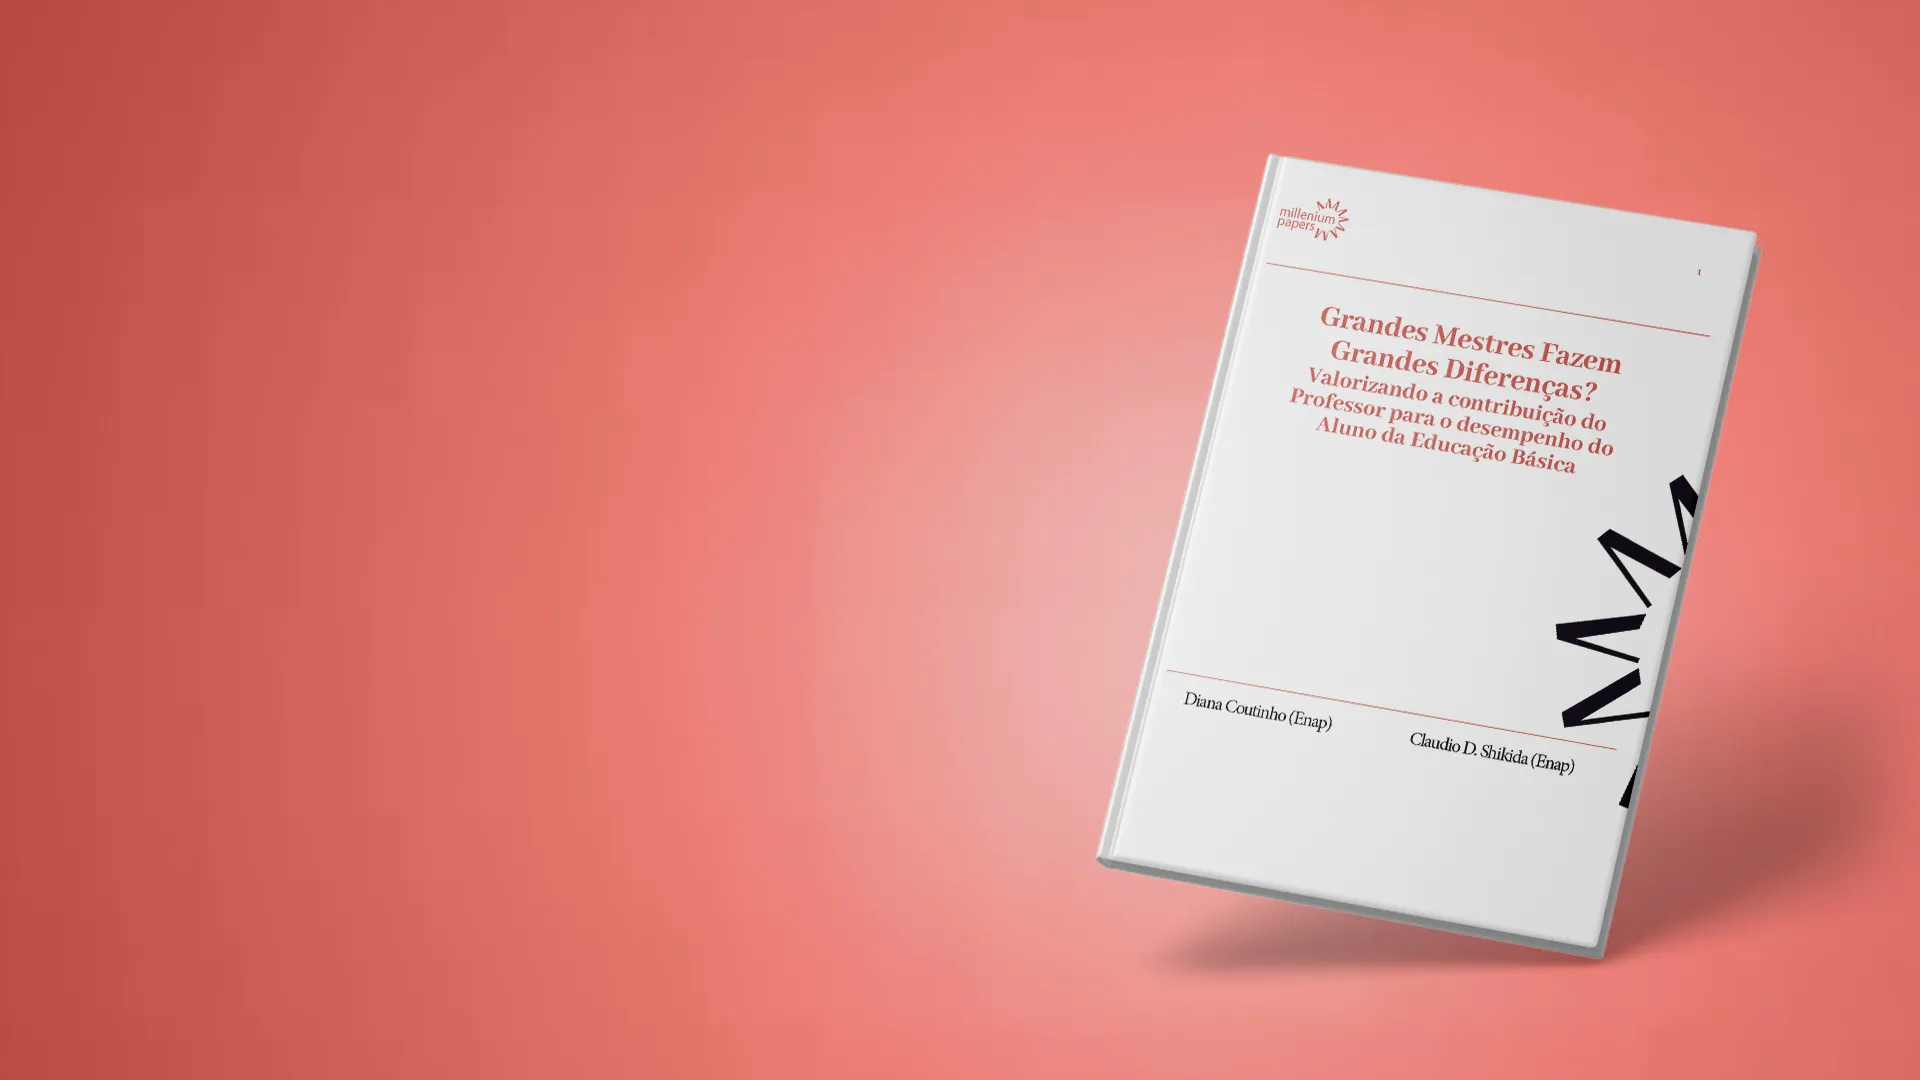 millenium
papers
1
Grandes Mestres Fazem
Grandes Diferenças?
Valorizando a contribuição do
Professor para o desempenho do
Aluno da Educação Básica
Diana Coutinho (Enap)
Claudio D. Shikida (Enap)